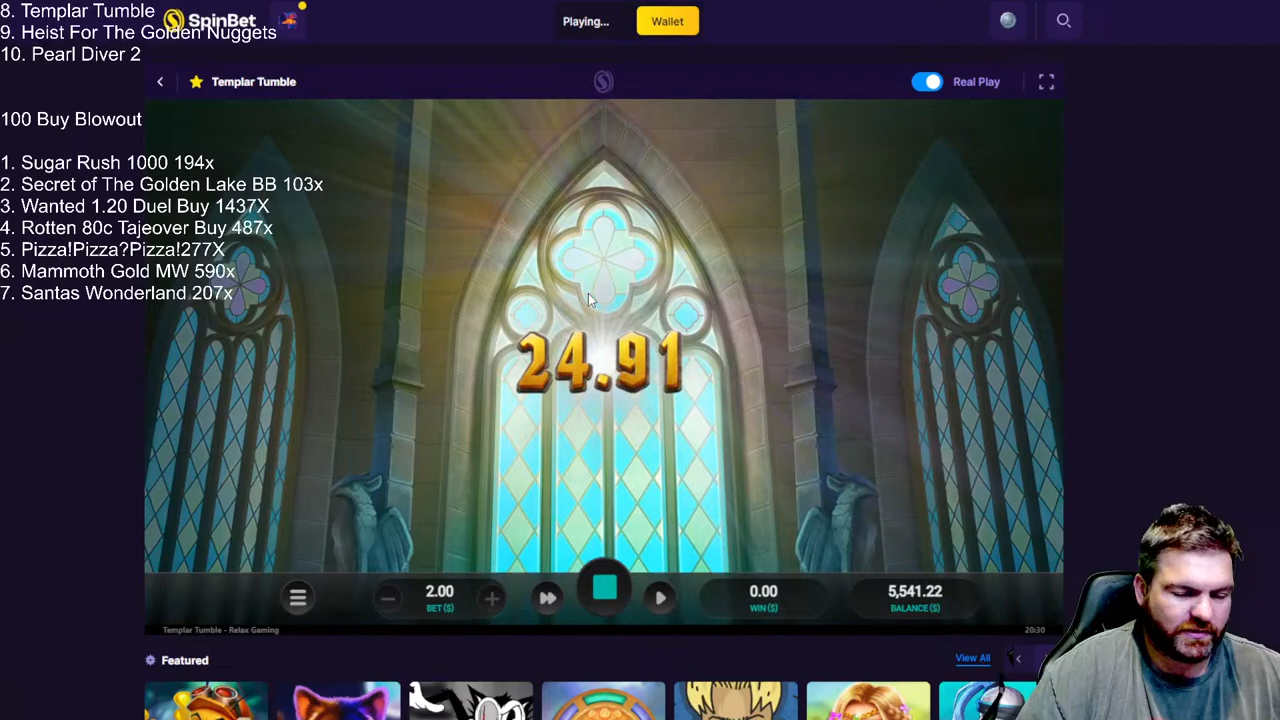 8. Templar Tumble
9. Heist For The Golden Nuggets
10. Pearl Diver 2
SpinBet
Playing...
Wallet
Templar Tumble
Real Play
100 Buy Blowout
1. Sugar Rush 1000 194x
2. Secret of The Golden Lake BB 103x
3. Wanted 1.20 Duel Buy 1437X
4. Rotten 80c Tajeover Buy 487x
5. Pizza!Pizza?Pizza!277X
6. Mammoth Gold MW 590x
7. Santas Wonderland 207x
24.91
2.00
BET($)
0.00
WIN($)
5,541.22
BALANCE($)
Templar Tumble - Relax Gaming
20:30
Featured
View All